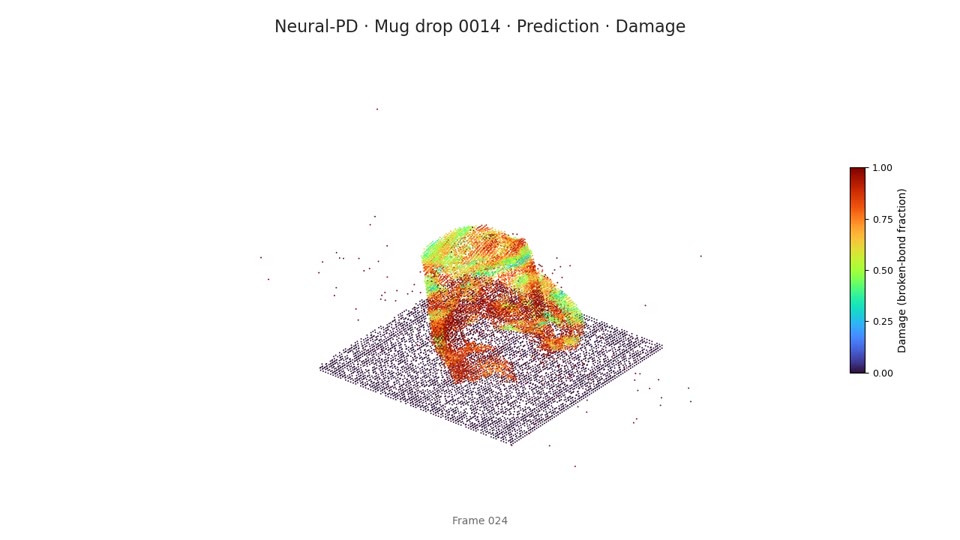 Neural-PD · Mug drop 0014 · Prediction · Damage
1.00
0.75
0.50
0.25
0.00
Damage (broken-bond fraction)
Frame 024